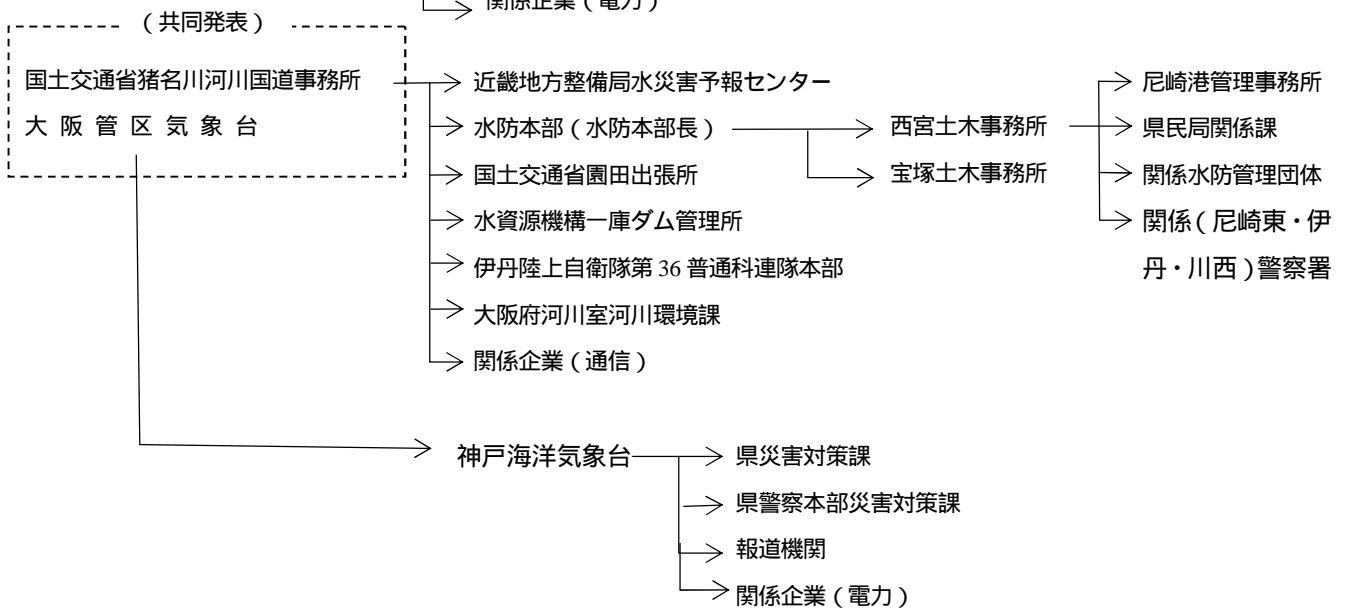 関係企業(電力)
(共同発表)
国土交通省猪名川河川国道事務所
大阪管区気象台
近畿地方整備局水災害予報センター
水防本部(水防本部長)
国土交通省園田出張所
水資源機構一庫ダム管理所
伊丹陸上自衛隊第 36 普通科連隊本部
大阪府河川室河川環境課
関係企業(通信)
西宮土木事務所
宝塚土木事務所
尼崎港管理事務所
県民局関係課
関係水防管理団体
関係(尼崎東・伊
丹・川西)警察署
神戸海洋気象台
県災害対策課
県警察本部災害対策課
報道機関
関係企業(電力)